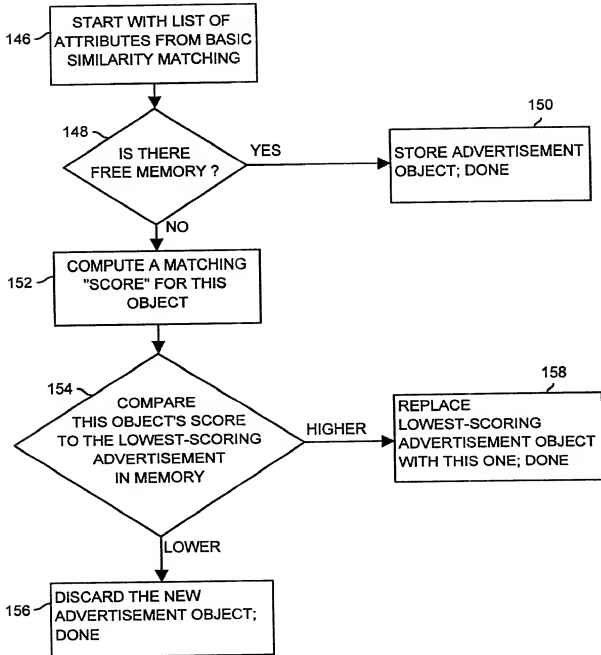 START WITH LIST OF
ATTRIBUTES FROM BASIC
SIMILARITY MATCHING
146
148
IS THERE
FREE MEMORY ?
YES
150
STORE ADVERTISEMENT
OBJECT; DONE
NO
152
COMPUTE A MATCHING
"SCORE" FOR THIS
OBJECT
154
COMPARE
THIS OBJECT'S SCORE
TO THE LOWEST-SCORING
ADVERTISEMENT
IN MEMORY
HIGHER
158
REPLACE
LOWEST-SCORING
ADVERTISEMENT OBJECT
WITH THIS ONE; DONE
LOWER
156
DISCARD THE NEW
ADVERTISEMENT OBJECT;
DONE